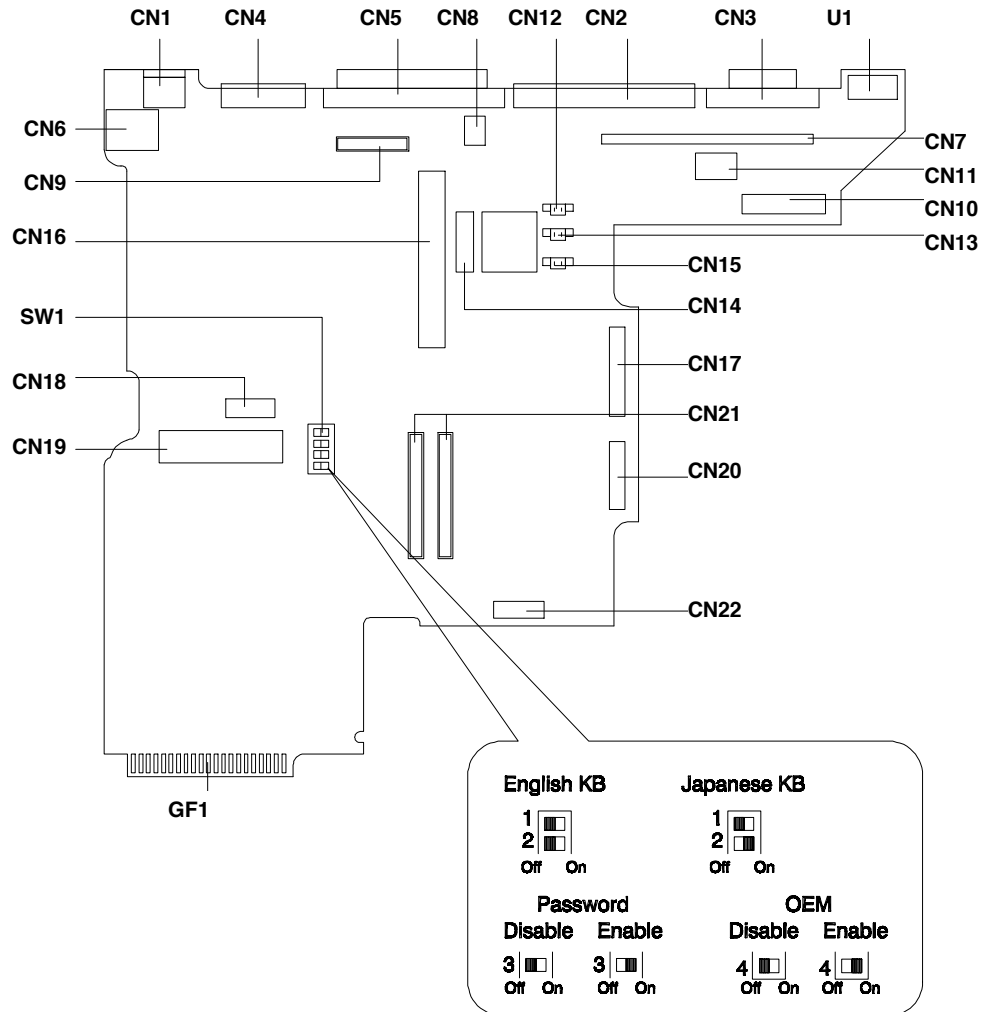 CN1 CN4 CN5 CN8 CN12 CN2 CN3 U1
CN6
CN7
CN9
CN11
CN10
CN16
CN13
CN15
CN14
SW1
CN17
CN18
CN21
CN19
CN20
CN22
GF1
English KB Japanese KB
1 1
2 2
Off On Off On
Password OEM
Disable Enable Disable Enable
3 3 4 4
Off On Off On Off On Off On